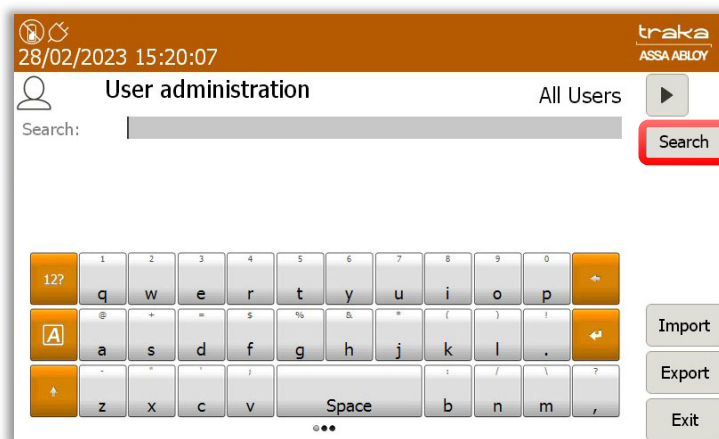 traka
28/02/2023 15:20:07
ASSA ABLOY
User administration
All Users
Search:
Search
1 2 3 4 5 6 7 8 9 0
12? q w e r t y u i o p
@ + = $ % & * ( ) !
A a s d f g h j k l .
- " ' ; : / \ ?
z x c v Space b n m ,
Import
Export
Exit